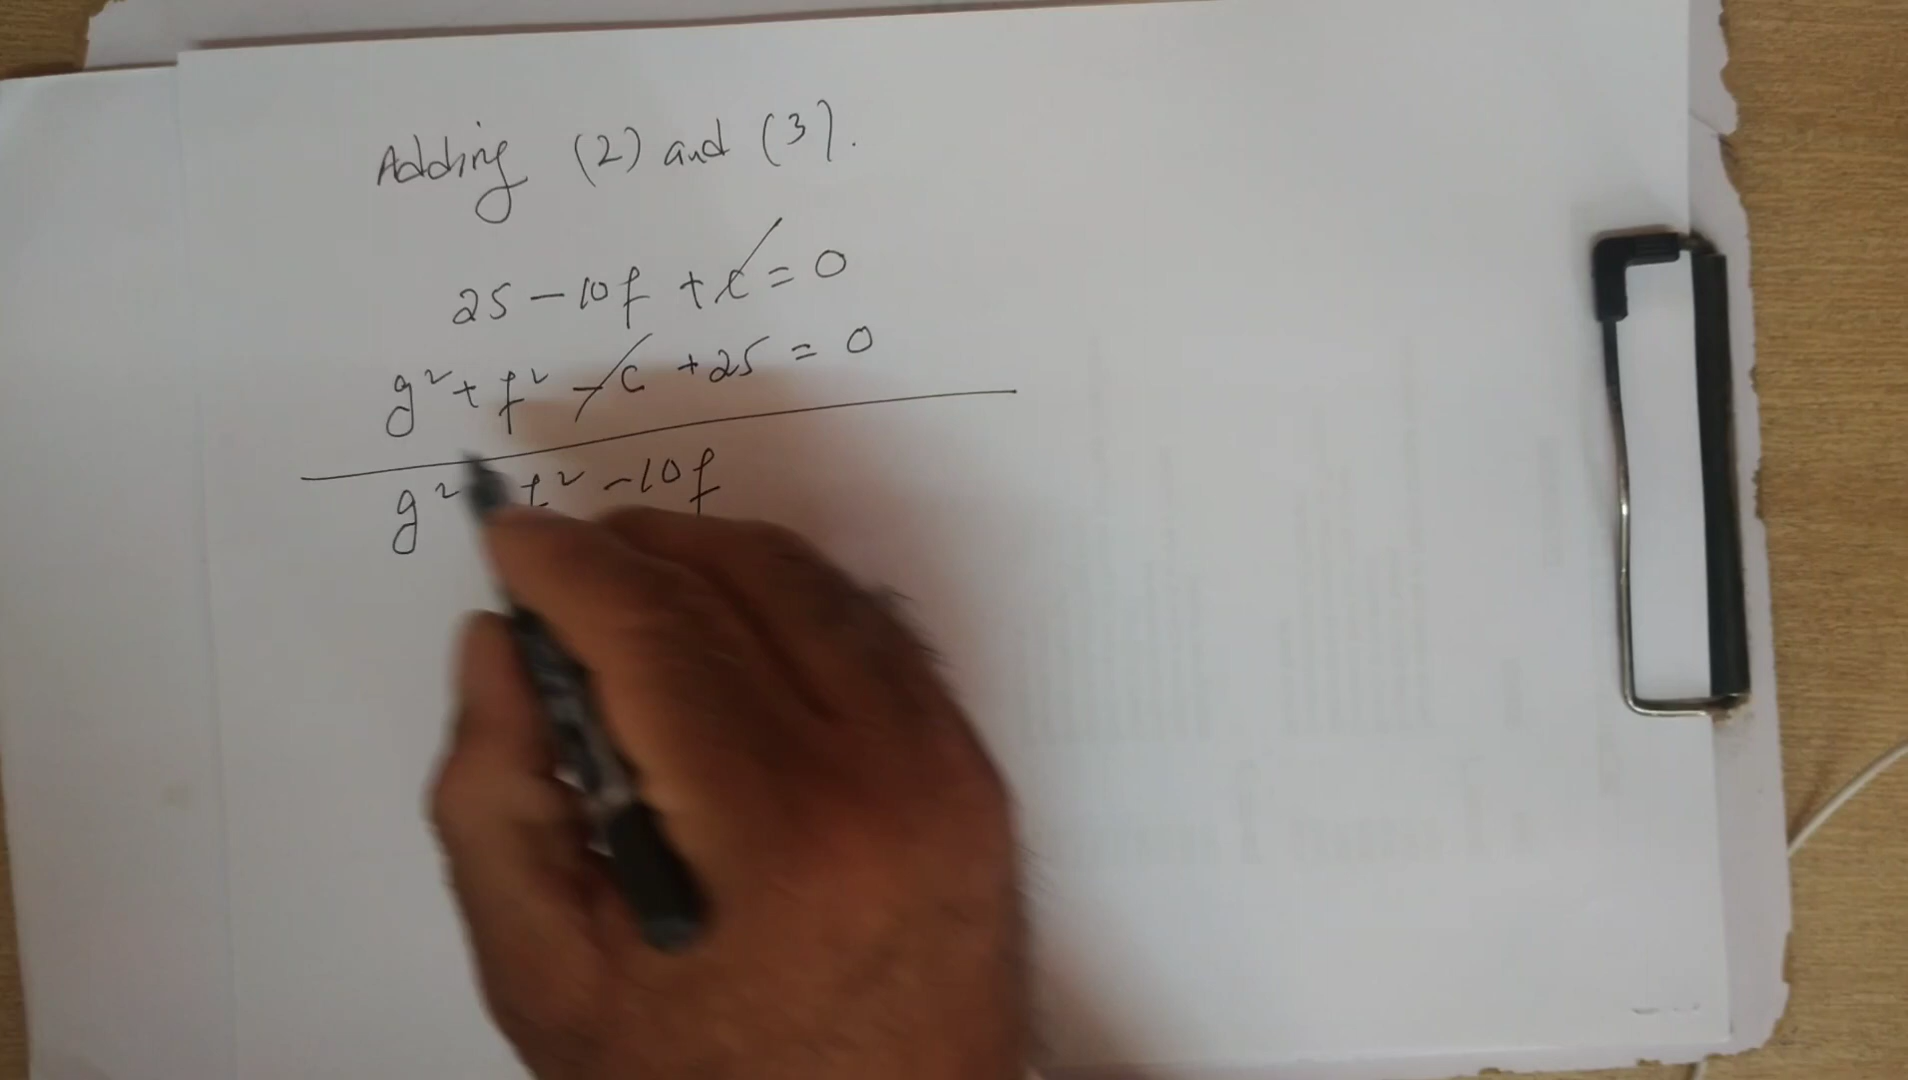 Adding (2) and (3).
25 - 10f + c = 0
g² + f² - c + 25 = 0
g² f² - 10f